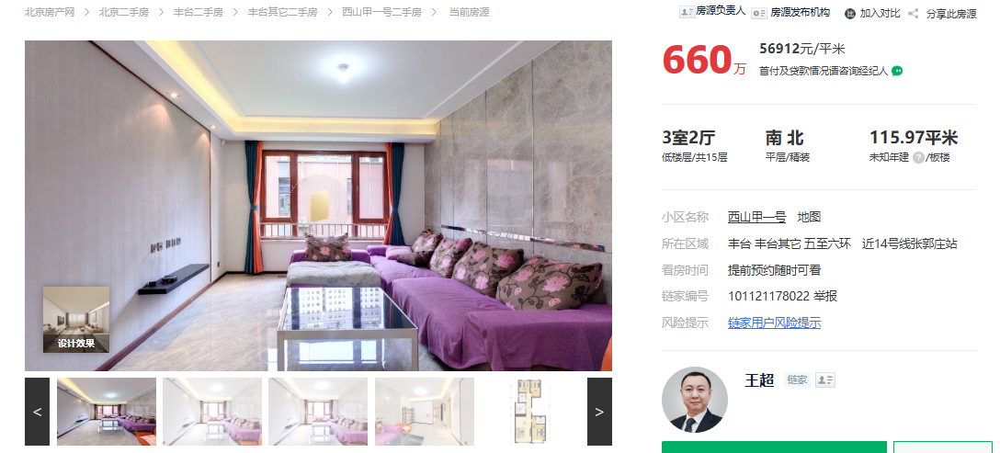 北京房产网 > 北京二手房 > 丰台二手房 > 丰台其它二手房 > 西山甲一号二手房 > 当前房源
房源负责人 房源发布机构 加入对比 分享此房源
660万
56912元/平米
首付及贷款情况请咨询经纪人
3室2厅 南 北 115.97平米
低楼层/共15层 平层/精装 未知年建 ? /板楼
小区名称 西山甲一号 地图
所在区域 丰台 丰台其它 五至六环 近14号线张郭庄站
看房时间 提前预约随时可看
链家编号 101121178022 举报
风险提示 链家用户风险提示
设计效果
王超 链家
< >